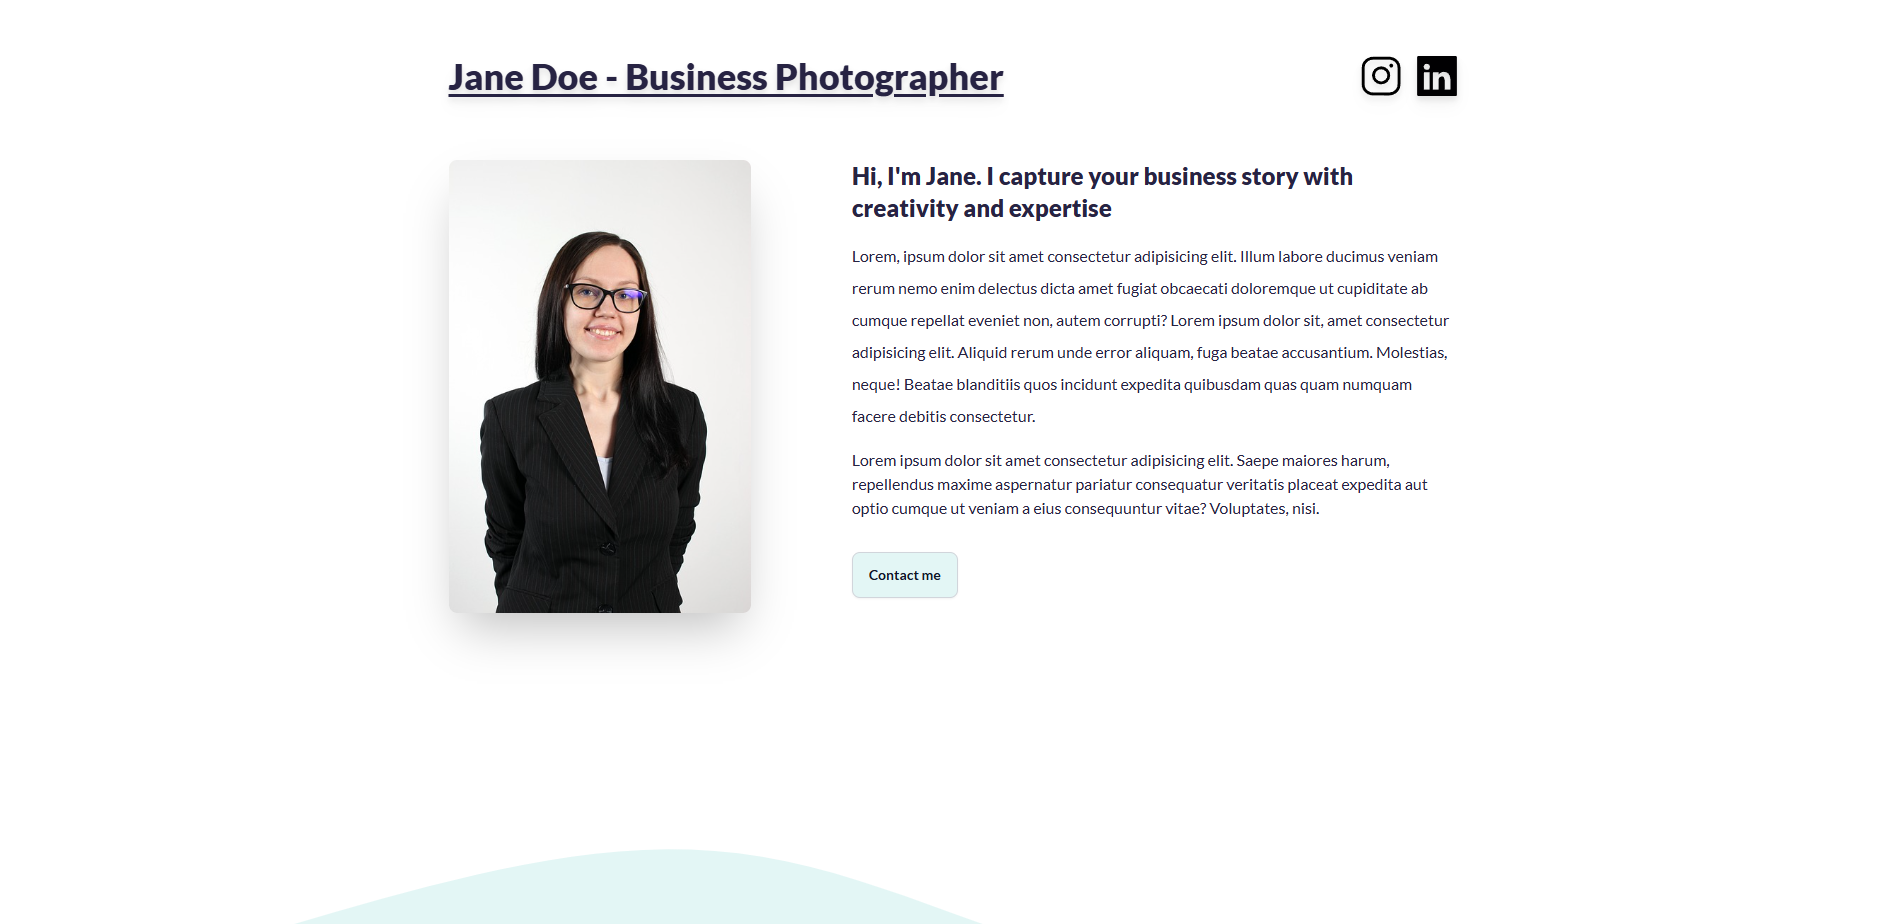 Jane Doe - Business Photographer
in
Hi, I'm Jane. I capture your business story with
creativity and expertise
Lorem, ipsum dolor sit amet consectetur adipisicing elit. Illum labore ducimus veniam
rerum nemo enim delectus dicta amet fugiat obcaecati doloremque ut cupiditate ab
cumque repellat eveniet non, autem corrupti? Lorem ipsum dolor sit, amet consectetur
adipisicing elit. Aliquid rerum unde error aliquam, fuga beatae accusantium. Molestias,
neque! Beatae blanditiis quos incidunt expedita quibusdam quas quam numquam
facere debitis consectetur.
Lorem ipsum dolor sit amet consectetur adipisicing elit. Saepe maiores harum,
repellendus maxime aspernatur pariatur consequatur veritatis placeat expedita aut
optio cumque ut veniam a eius consequuntur vitae? Voluptates, nisi.
Contact me